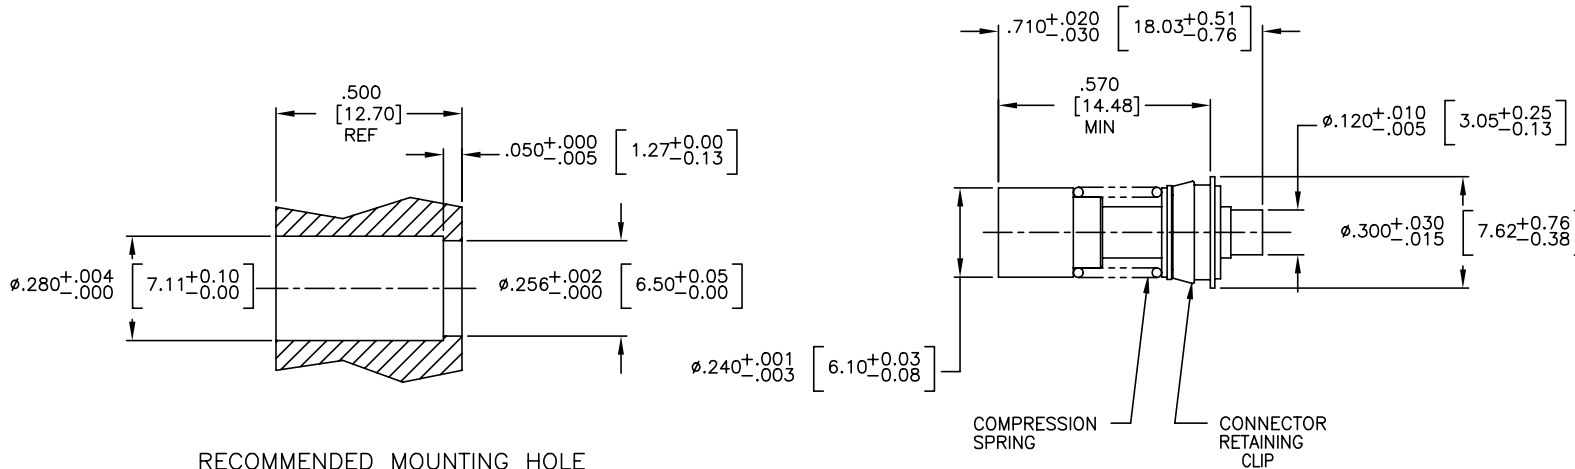 .710+.020
-.030 [18.03+0.51
-0.76]
.570
[14.48]
MIN
.500
[12.70]
REF
.050+.000
-.005 [1.27+0.00
-0.13]
ø.120+.010
-.005 [3.05+0.25
-0.13]
ø.280+.004
-.000 [7.11+0.10
-0.00]
ø.256+.002
-.000 [6.50+0.05
-0.00]
ø.300+.030
-.015 [7.62+0.76
-0.38]
ø.240+.001
-.003 [6.10+0.03
-0.08]
COMPRESSION
SPRING
CONNECTOR
RETAINING
CLIP
RECOMMENDED MOUNTING HOLE